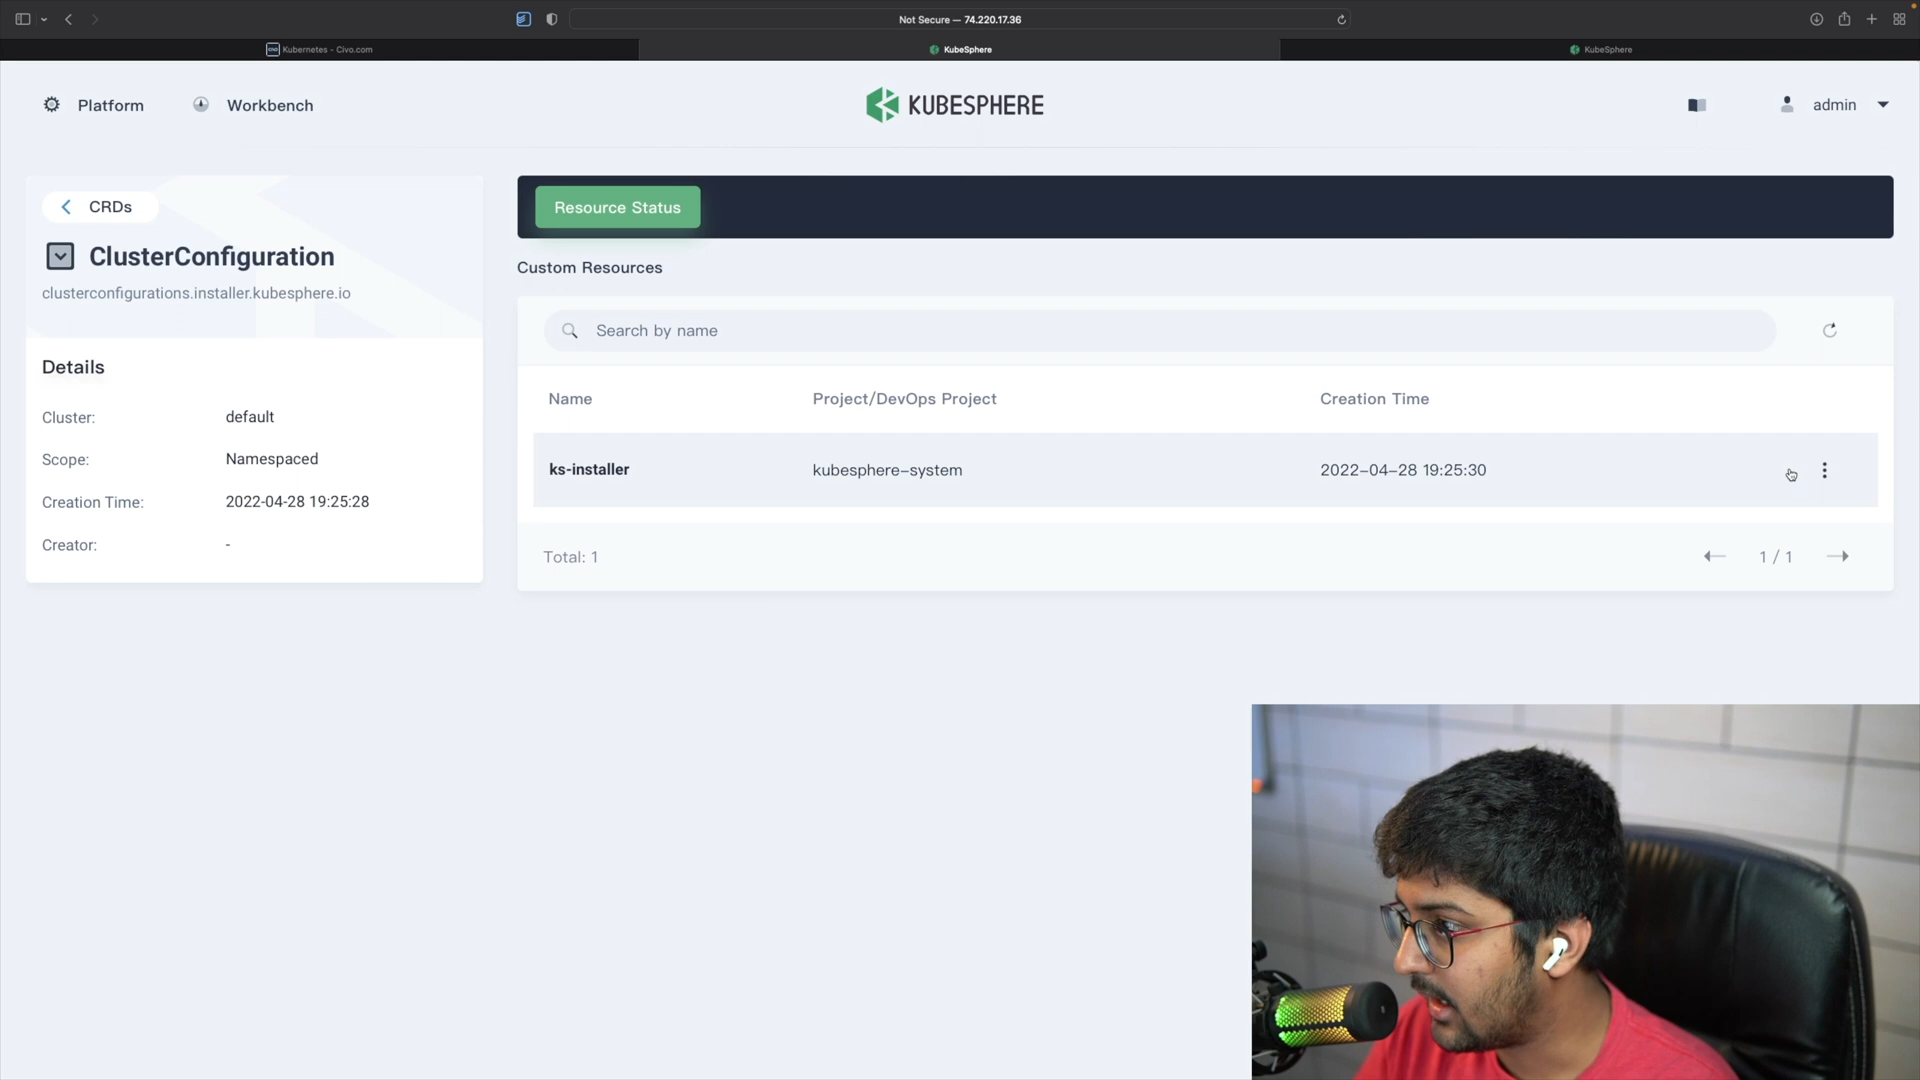 Not Secure — 74.220.17.36
Kubernetes - Civo.com
KubeSphere
KubeSphere
Platform
Workbench
KUBESPHERE
admin
CRDs
ClusterConfiguration
clusterconfigurations.installer.kubesphere.io
Details
Cluster: default
Scope: Namespaced
Creation Time: 2022-04-28 19:25:28
Creator: -
Resource Status
Custom Resources
Search by name
Name Project/DevOps Project Creation Time
ks-installer kubesphere-system 2022-04-28 19:25:30
Total: 1
1 / 1